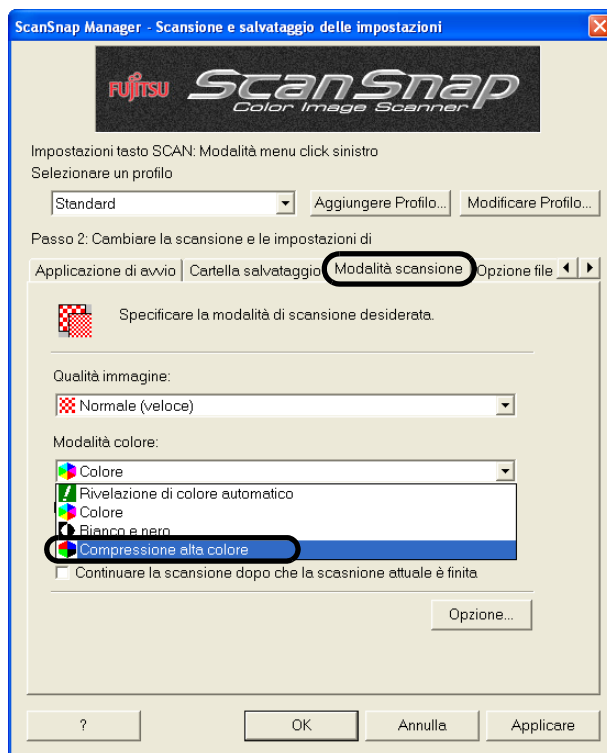 ScanSnap Manager - Scansione e salvataggio delle impostazioni
FUJITSU ScanSnap
Color Image Scanner
Impostazioni tasto SCAN: Modalità menu click sinistro
Selezionare un profilo
Standard Aggiungere Profilo... Modificare Profilo...
Passo 2: Cambiare la scansione e le impostazioni di
Applicazione di avvio Cartella salvataggio Modalità scansione Opzione file
Specificare la modalità di scansione desiderata.
Qualità immagine:
Normale (veloce)
Modalità colore:
Colore
Rivelazione di colore automatico
Colore
Bianco e nero
Compressione alta colore
Continuare la scansione dopo che la scasnione attuale è finita
Opzione...
? OK Annulla Applicare